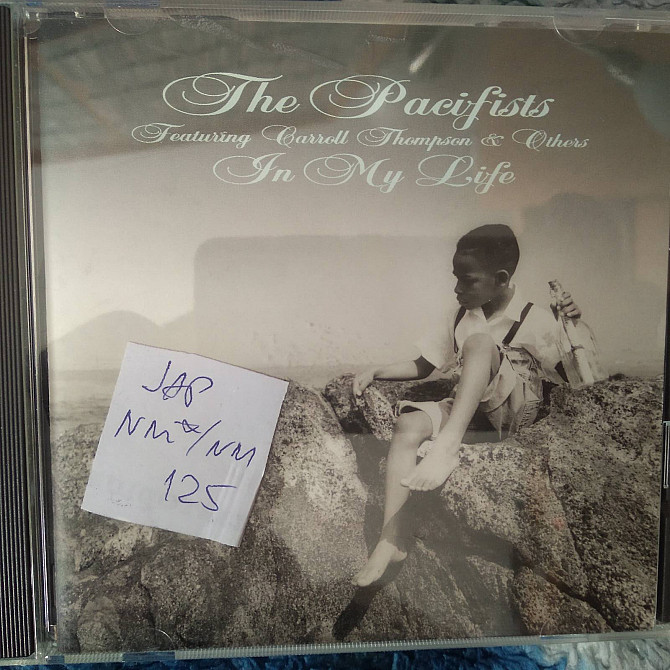 The Pacifists
Featuring Carroll Thompson & Others
In My Life
JAP
NM*/NM
125